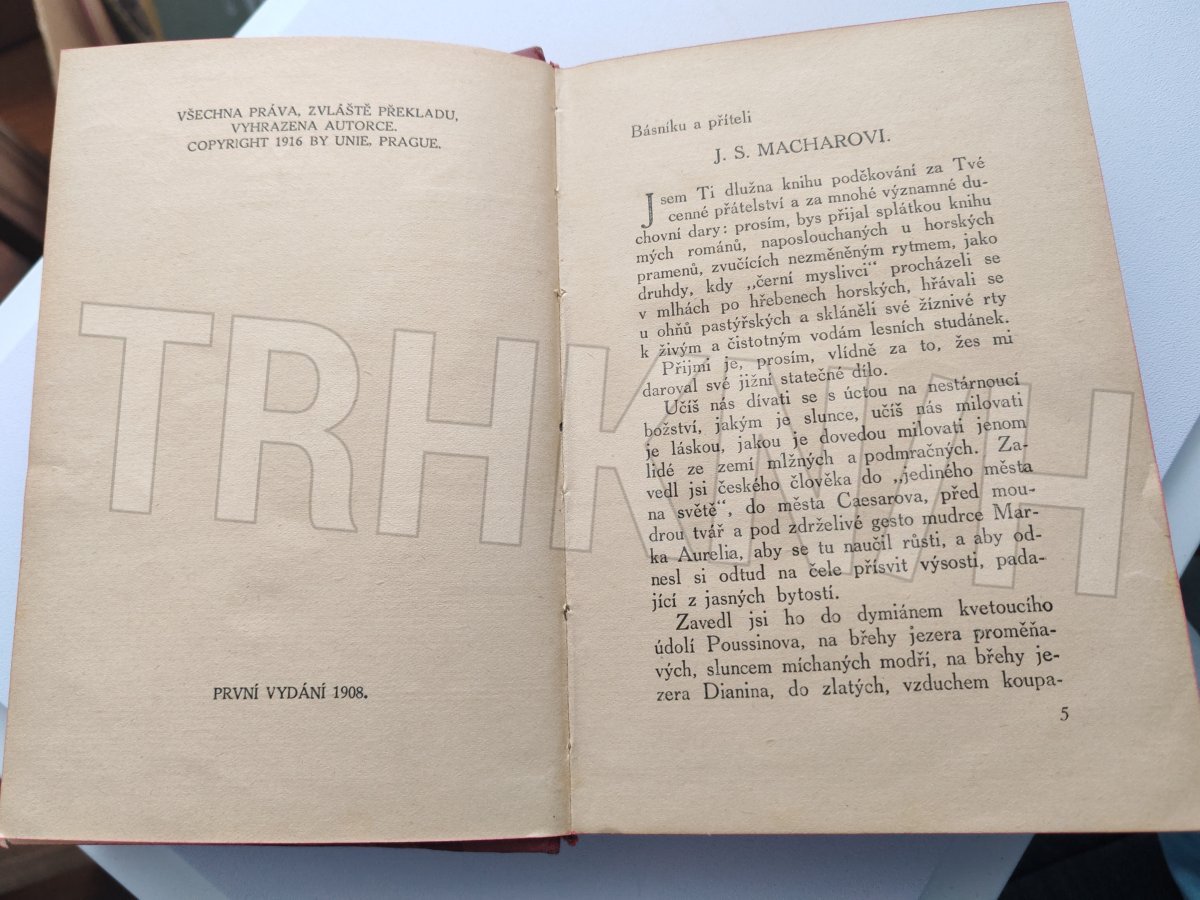 VŠECHNA PRÁVA, ZVLÁŠTĚ PŘEKLADU,
VYHRAZENA AUTORCE.
COPYRIGHT 1916 BY UNIE, PRAGUE.
PRVNÍ VYDÁNÍ 1908.
Básníku a příteli
J. S. MACHAROVI.
Jsem Ti dlužna knihu poděkování za Tvé
cenné přátelství a za mnohé významné du-
chovní dary: prosím, bys přijal splátkou knihu
mých románů, naposlouchaných u horských
pramenů, zvučících nezměněným rytmem, jako
druhdy, kdy „černí myslivci“ procházeli se
v mlhách po hřebenech horských, hřávali se
u ohňů pastýřských a skláněli své žíznivé rty
k živým a čistotným vodám lesních studánek.
Přijmi je, prosím, vlídně za to, žes mi
daroval své jižní statečné dílo.
Učíš nás dívati se s úctou na nestárnoucí
božství, jakým je slunce, učíš nás milovati
je láskou, jakou je dovedou milovati jenom
lidé ze zemí mlžných a podmračných. Za-
vedl jsi českého člověka do „jediného města
na světě“, do města Caesarova, před mou-
drou tvář a pod zdrželivé gesto mudrce Mar-
ka Aurelia, aby se tu naučil růsti, a aby od-
nesl si odtud na čele přísvit výsosti, pada-
jící z jasných bytostí.
Zavedl jsi ho do dymiánem kvetoucího
údolí Poussinova, na břehy jezera proměňa-
vých, sluncem míchaných modří, na břehy je-
zera Dianina, do zlatých, vzduchem koupa-
5
TRHKNIH